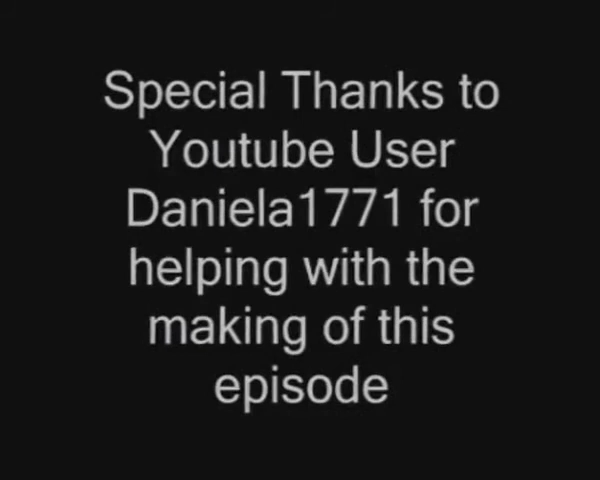 Special Thanks to
Youtube User
Daniela1771 for
helping with the
making of this
episode